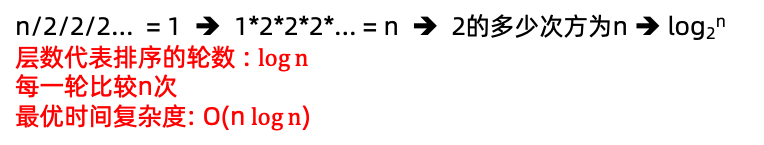 n/2/2/2... = 1 ➔ 1*2*2*2*... = n ➔ 2的多少次方为n ➔ log₂ⁿ
层数代表排序的轮数 : log n
每一轮比较n次
最优时间复杂度: O(n log n)